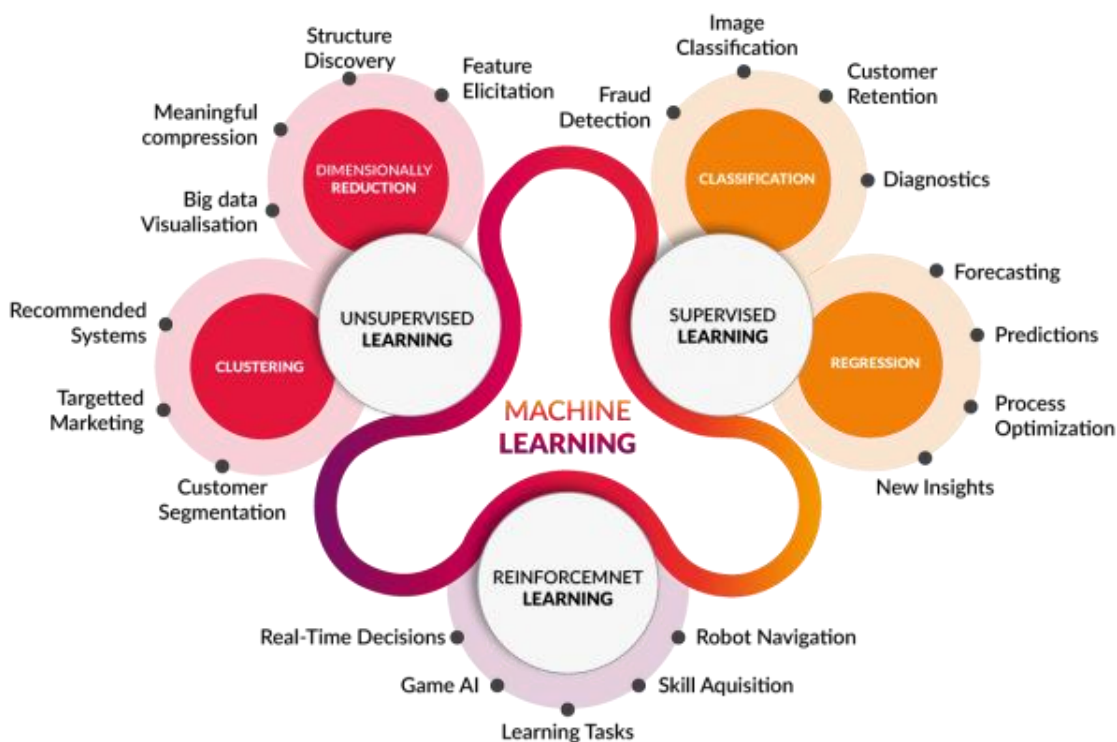 Structure
Discovery
Feature
Elicitation
Meaningful
compression
Big data
Visualisation
DIMENSIONALLY
REDUCTION
UNSUPERVISED
LEARNING
Recommended
Systems
Targetted
Marketing
Customer
Segmentation
CLUSTERING
Image
Classification
Fraud
Detection
Customer
Retention
Diagnostics
CLASSIFICATION
SUPERVISED
LEARNING
Forecasting
Predictions
Process
Optimization
New Insights
REGRESSION
MACHINE
LEARNING
REINFORCEMNET
LEARNING
Real-Time Decisions
Game AI
Learning Tasks
Skill Aquisition
Robot Navigation